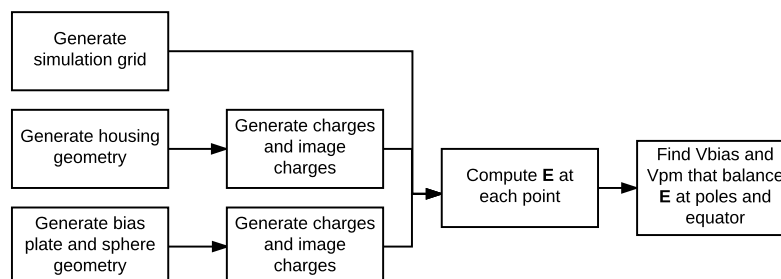 Generate
simulation grid
Generate housing
geometry
Generate charges
and image
charges
Generate bias
plate and sphere
geometry
Generate charges
and image
charges
Compute E at
each point
Find Vbias and
Vpm that balance
E at poles and
equator